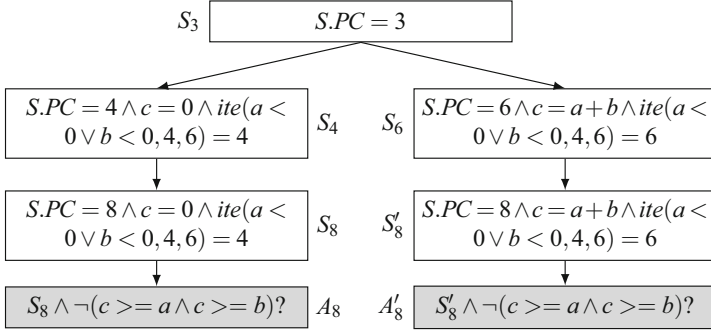 S₃ S.PC = 3
S.PC = 4 ∧ c = 0 ∧ ite(a <
0 ∨ b < 0, 4, 6) = 4
S₄
S₆
S.PC = 6 ∧ c = a + b ∧ ite(a <
0 ∨ b < 0, 4, 6) = 6
S.PC = 8 ∧ c = 0 ∧ ite(a <
0 ∨ b < 0, 4, 6) = 4
S₈
S′₈
S.PC = 8 ∧ c = a + b ∧ ite(a <
0 ∨ b < 0, 4, 6) = 6
S₈ ∧ ¬(c >= a ∧ c >= b)? A₈
A′₈ S′₈ ∧ ¬(c >= a ∧ c >= b)?